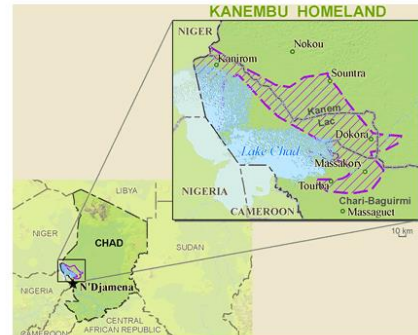 KANEMBU HOMELAND
NIGER
Nokou
Kanirom
Sountra
Kanem
Lac
Dokora
Lake Chad
Massakory
NIGERIA
Tourba
Chari-Baguirmi
CAMEROON
Massaguet
10 km
LIBYA
NIGER
CHAD
SUDAN
NIGERIA
N'Djamena
CAMEROON
CENTRAL
AFRICAN REPUBLIC